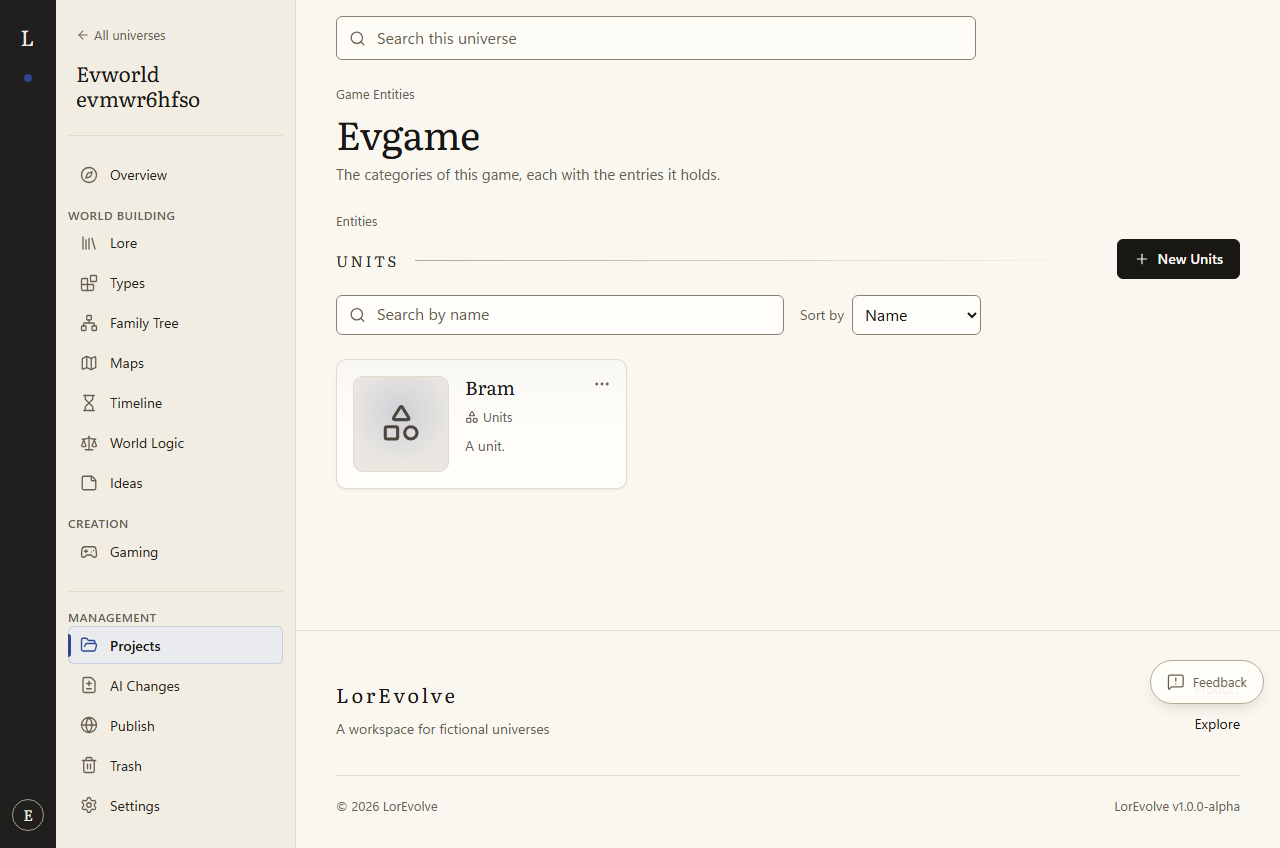 L
All universes
Evworld
evmwr6hfso
Overview
WORLD BUILDING
Lore
Types
Family Tree
Maps
Timeline
World Logic
Ideas
CREATION
Gaming
MANAGEMENT
Projects
AI Changes
Publish
Trash
Settings
E
Search this universe
Game Entities
Evgame
The categories of this game, each with the entries it holds.
Entities
UNITS
New Units
Search by name
Sort by Name
Bram
Units
A unit.
LorEvolve
A workspace for fictional universes
Feedback
Explore
© 2026 LorEvolve
LorEvolve v1.0.0-alpha